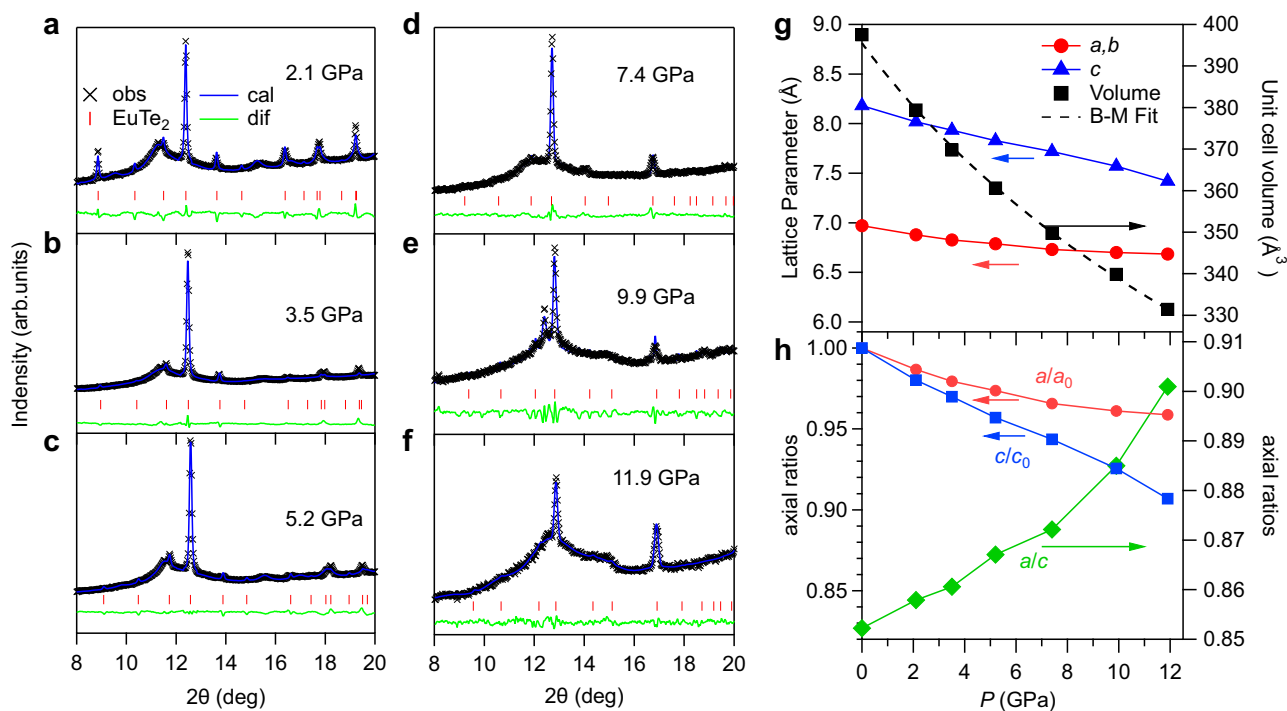 a
2.1 GPa
obs
cal
EuTe2
dif
b
3.5 GPa
c
5.2 GPa
8 10 12 14 16 18 20
2θ (deg)
Indensity (arb.units)
d
7.4 GPa
e
9.9 GPa
f
11.9 GPa
8 10 12 14 16 18 20
2θ (deg)
g
9.0
8.5
8.0
7.5
7.0
6.5
6.0
Lattice Parameter (Å)
a,b
c
Volume
B-M Fit
400
390
380
370
360
350
340
330
Unit cell volume (Å3)
h
1.00
0.95
0.90
0.85
axial ratios
a/a0
c/c0
a/c
0.91
0.90
0.89
0.88
0.87
0.86
0.85
axial ratios
0 2 4 6 8 10 12
P (GPa)